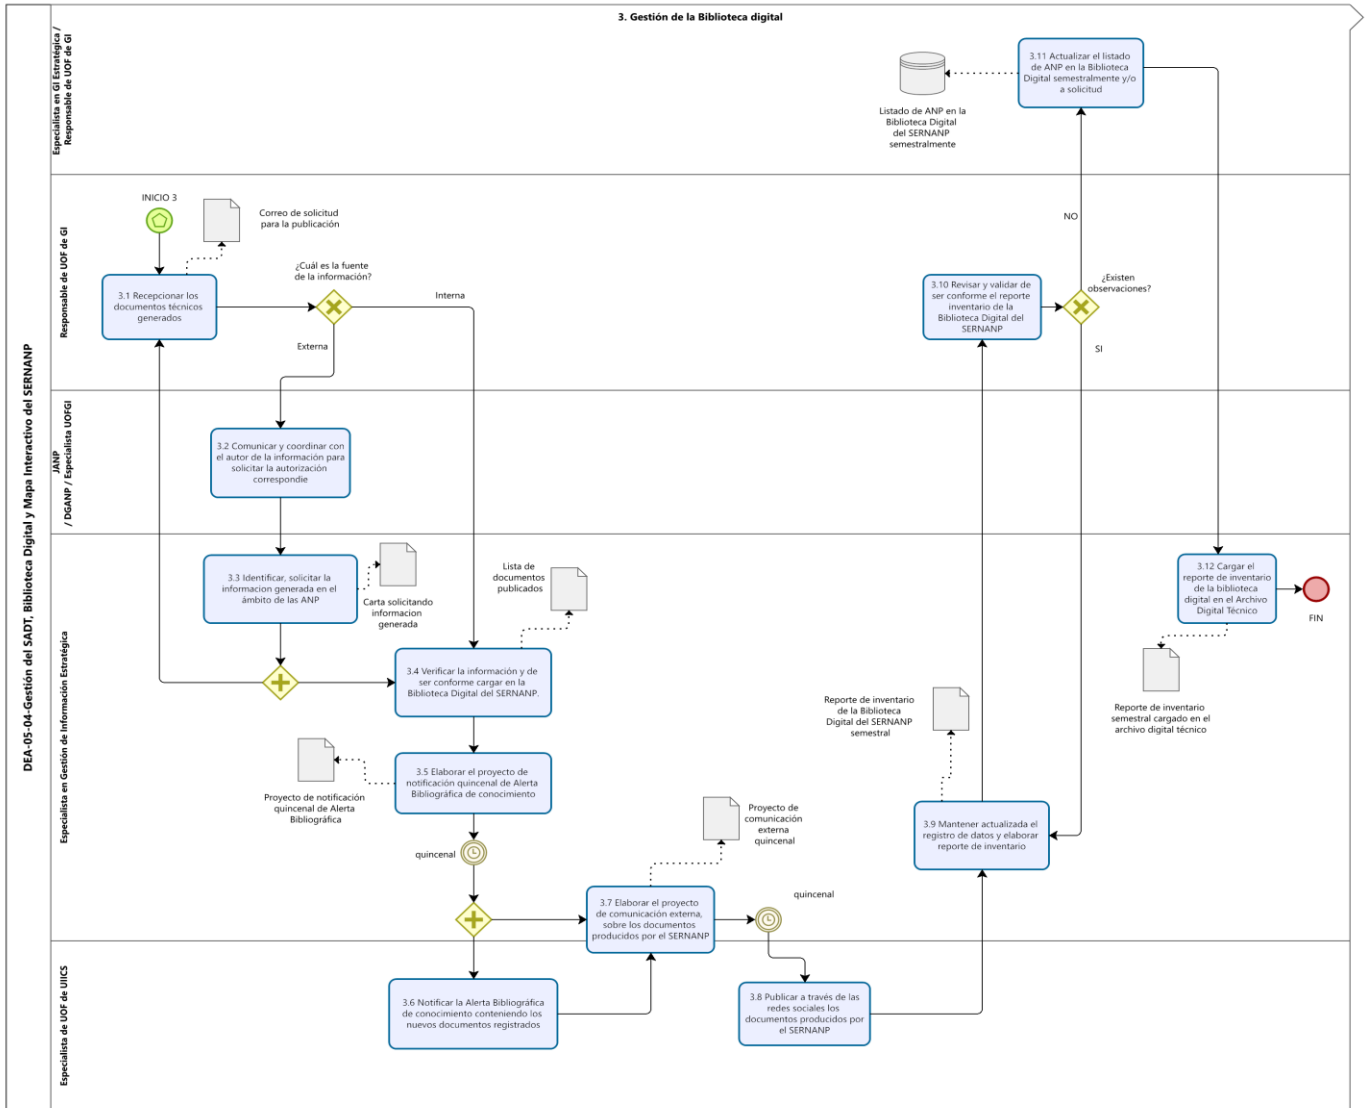 3. Gestión de la Biblioteca digital
DEA-05-04-Gestión del SADT, Biblioteca Digital y Mapa Interactivo del SERNANP
Especialista en GI Estratégica /
Responsable de UOF de GI
3.11 Actualizar el listado
de ANP en la Biblioteca
Digital semestralmente y/o
a solicitud
Listado de ANP en la
Biblioteca Digital
del SERNANP
semestralmente
Responsable de UOF de GI
INICIO 3
Correo de solicitud
para la publicación
3.1 Recepcionar los
documentos técnicos
generados
¿Cuál es la fuente
de la información?
Interna
Externa
3.10 Revisar y validar de
ser conforme el reporte
inventario de la
Biblioteca Digital del
SERNANP
¿Existen
observaciones?
NO
SI
JANP
/ DGANP / Especialista UOFGI
3.2 Comunicar y coordinar con
el autor de la información para
solicitar la autorización
correspondie
Especialista en Gestión de Información Estratégica
3.3 Identificar, solicitar la
informacion generada en el
ámbito de las ANP
Carta solicitando
informacion
generada
Lista de
documentos
publicados
3.4 Verificar la información y de
ser conforme cargar en la
Biblioteca Digital del SERNANP.
3.5 Elaborar el proyecto de
notificación quincenal de Alerta
Bibliográfica de conocimiento
Proyecto de notificación
quincenal de Alerta
Bibliográfica
quincenal
Proyecto de
comunicación
externa
quincenal
3.7 Elaborar el proyecto
de comunicación externa,
sobre los documentos
producidos por el SERNANP
quincenal
Reporte de inventario
de la Biblioteca
Digital del SERNANP
semestral
3.9 Mantener actualizada el
registro de datos y elaborar
reporte de inventario
3.12 Cargar el
reporte de inventario
de la biblioteca
digital en el Archivo
Digital Técnico
FIN
Reporte de inventario
semestral cargado en el
archivo digital técnico
Especialista de UOF de UIICS
3.6 Notificar la Alerta Bibliográfica
de conocimiento conteniendo los
nuevos documentos registrados
3.8 Publicar a través de las
redes sociales los
documentos producidos por
el SERNANP